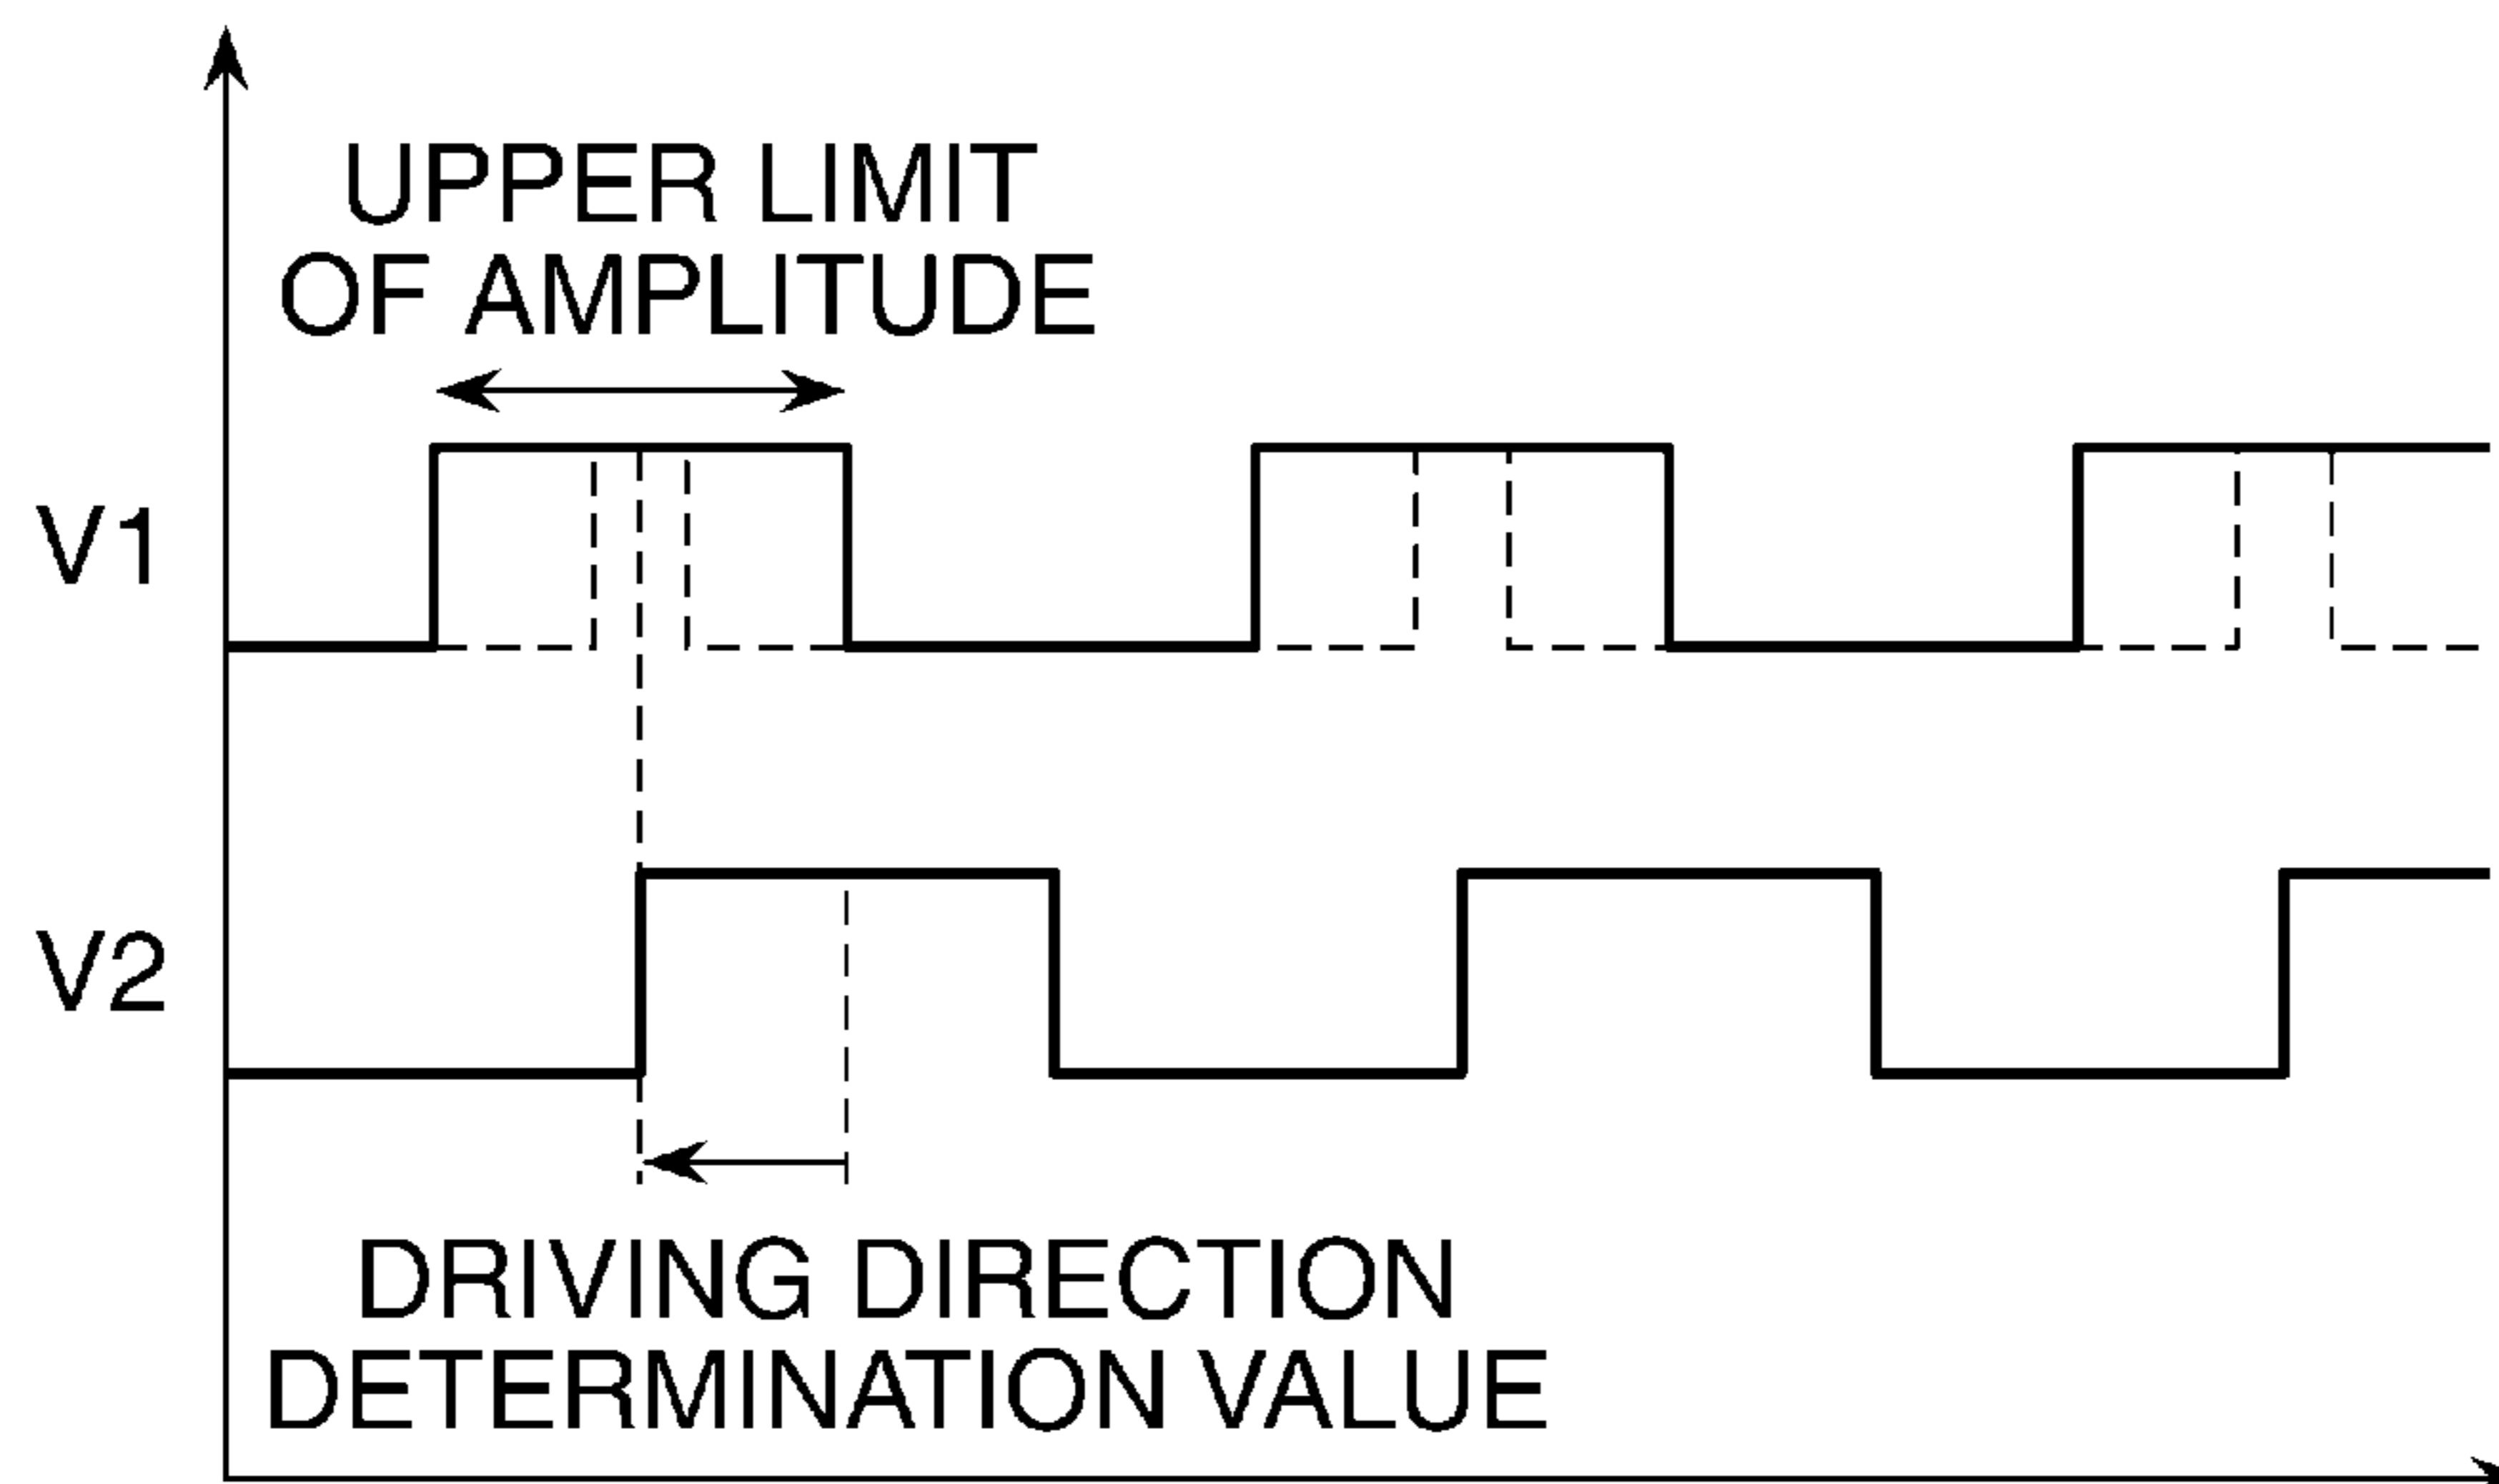 UPPER LIMIT
OF AMPLITUDE
V1
V2
DRIVING DIRECTION
DETERMINATION VALUE